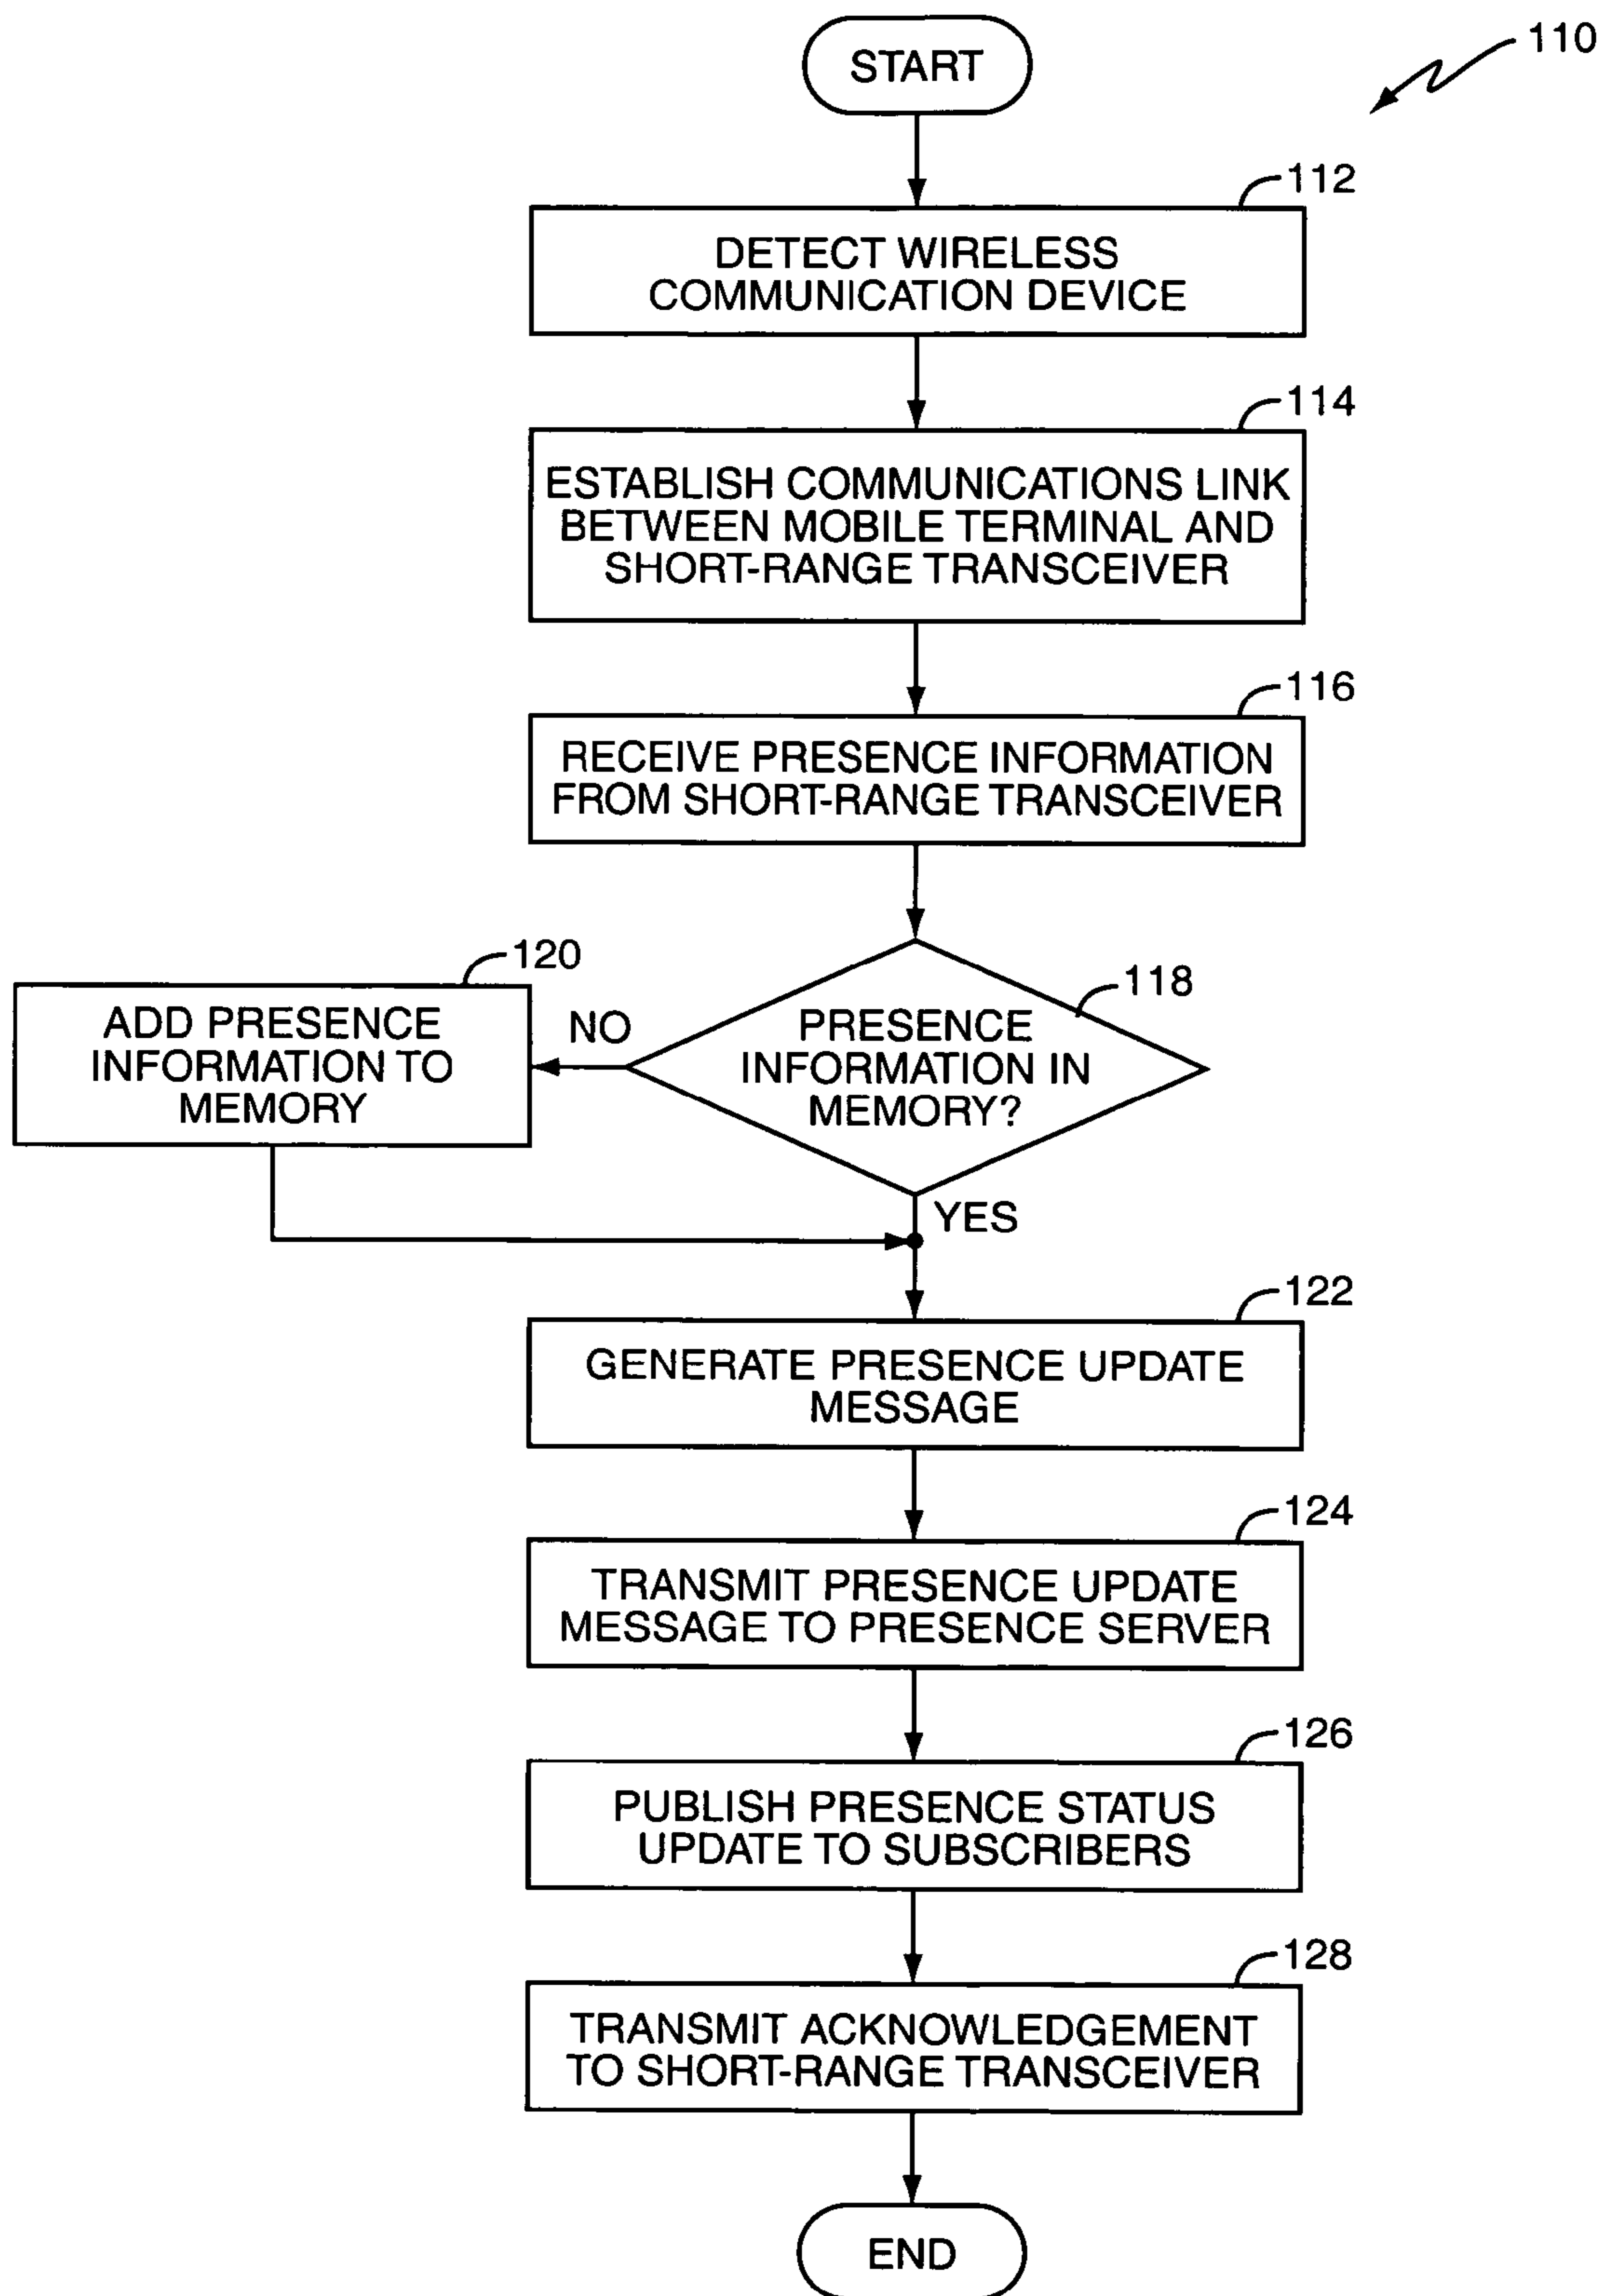 START
110
112
DETECT WIRELESS
COMMUNICATION DEVICE
114
ESTABLISH COMMUNICATIONS LINK
BETWEEN MOBILE TERMINAL AND
SHORT-RANGE TRANSCEIVER
116
RECEIVE PRESENCE INFORMATION
FROM SHORT-RANGE TRANSCEIVER
120
ADD PRESENCE
INFORMATION TO
MEMORY
NO
118
PRESENCE
INFORMATION IN
MEMORY?
YES
122
GENERATE PRESENCE UPDATE
MESSAGE
124
TRANSMIT PRESENCE UPDATE
MESSAGE TO PRESENCE SERVER
126
PUBLISH PRESENCE STATUS
UPDATE TO SUBSCRIBERS
128
TRANSMIT ACKNOWLEDGEMENT
TO SHORT-RANGE TRANSCEIVER
END